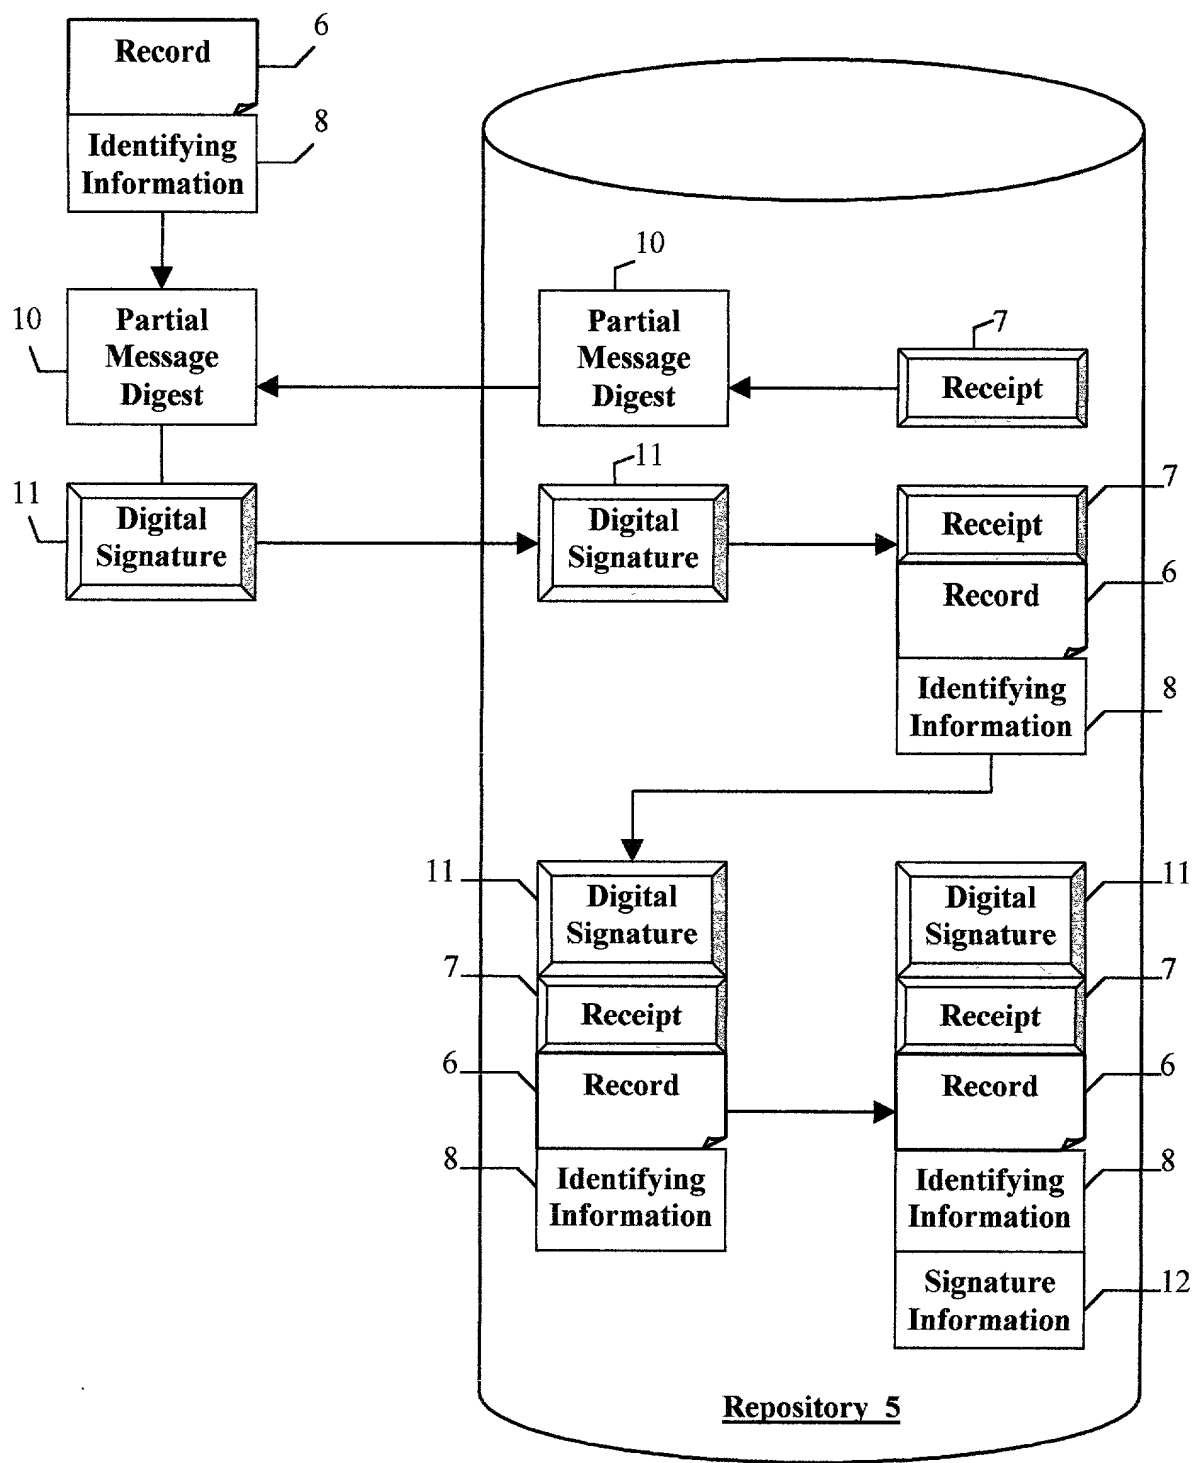 Record
6
Identifying
Information
8
10
Partial
Message
Digest
10
Partial
Message
Digest
7
Receipt
11
Digital
Signature
11
Digital
Signature
7
Receipt
6
Record
Identifying
Information
8
11
Digital
Signature
7
Receipt
6
Record
8
Identifying
Information
Digital
Signature
11
Receipt
7
Record
6
Identifying
Information
8
Signature
Information
12
Repository 5